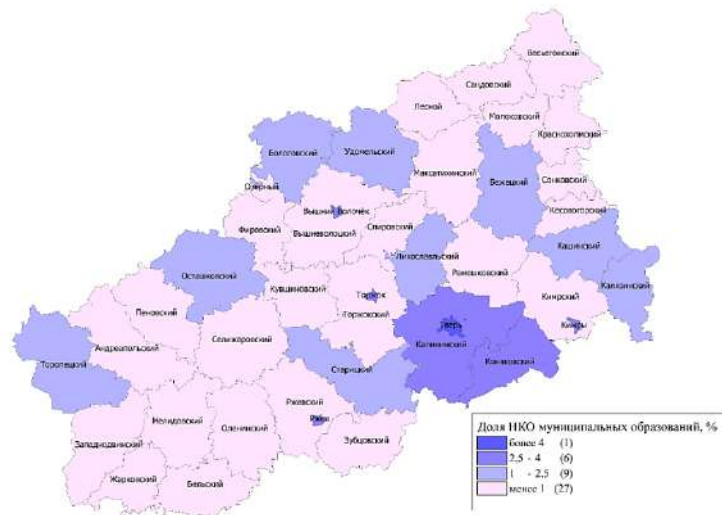 Весьегонский
Сандовский
Лесной
Молоковский
Краснохолмский
Бологовский
Удомельский
Максатихинский
Бежецкий
Сонковский
Озерный
Вышний Волочёк
Спировский
Кесовогорский
Фировский
Вышневолоцкий
Кашинский
Лихославльский
Осташковский
Рамешковский
Калязинский
Кувшиновский
Торжок
Кимрский
Пеновский
Торжокский
Кимры
Тверь
Селижаровский
Калининский
Андреапольский
Конаковский
Торопецкий
Старицкий
Ржевский
Нелидовский
Оленинский
Ржев
Западнодвинский
Зубцовский
Жарковский
Бельский
Доля НКО муниципальных образований, %
более 4 (1)
2,5 - 4 (6)
1 - 2,5 (9)
менее 1 (27)